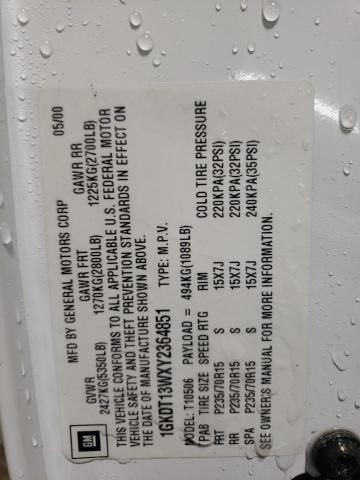 MFD BY GENERAL MOTORS CORP 05/00
GVWR GAWR FRT GAWR RR
2427KG(5350LB) 1270KG(2800LB) 1225KG(2700LB)
THIS VEHICLE CONFORMS TO ALL APPLICABLE U.S. FEDERAL MOTOR
VEHICLE SAFETY AND THEFT PREVENTION STANDARDS IN EFFECT ON
THE DATE OF MANUFACTURE SHOWN ABOVE.
1GKDT13WXY2364851 TYPE: M.P.V.
GM
MODEL: T10506 PAYLOAD = 494KG(1089LB)
TPAB TIRE SIZE SPEED RTG RIM COLD TIRE PRESSURE
FRT P235/70R15 S 15X7J 220KPA(32PSI)
RR P235/70R15 S 15X7J 220KPA(32PSI)
SPA P235/70R15 S 15X7J 240KPA(35PSI)
SEE OWNER'S MANUAL FOR MORE INFORMATION.